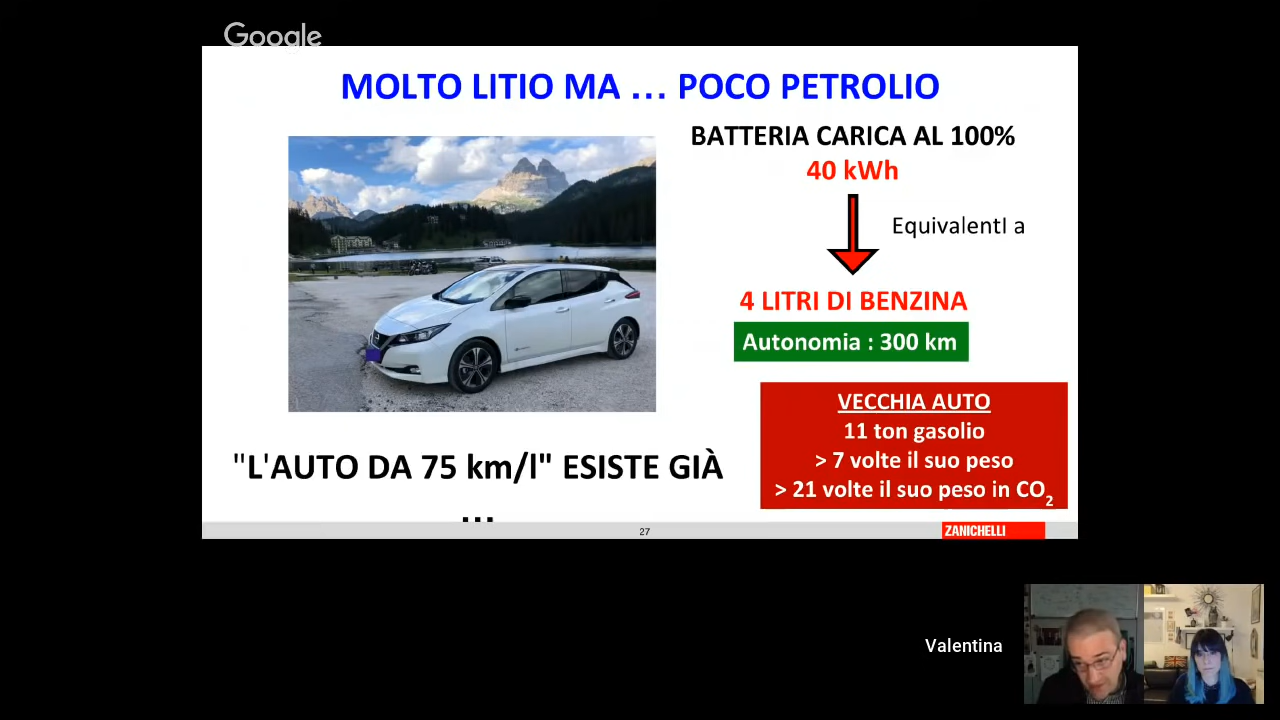 Google
MOLTO LITIO MA ... POCO PETROLIO
BATTERIA CARICA AL 100%
40 kWh
EquivalentI a
4 LITRI DI BENZINA
Autonomia : 300 km
VECCHIA AUTO
11 ton gasolio
> 7 volte il suo peso
> 21 volte il suo peso in CO2
"L'AUTO DA 75 km/l" ESISTE GIÀ
!!!
27
ZANICHELLI
Valentina